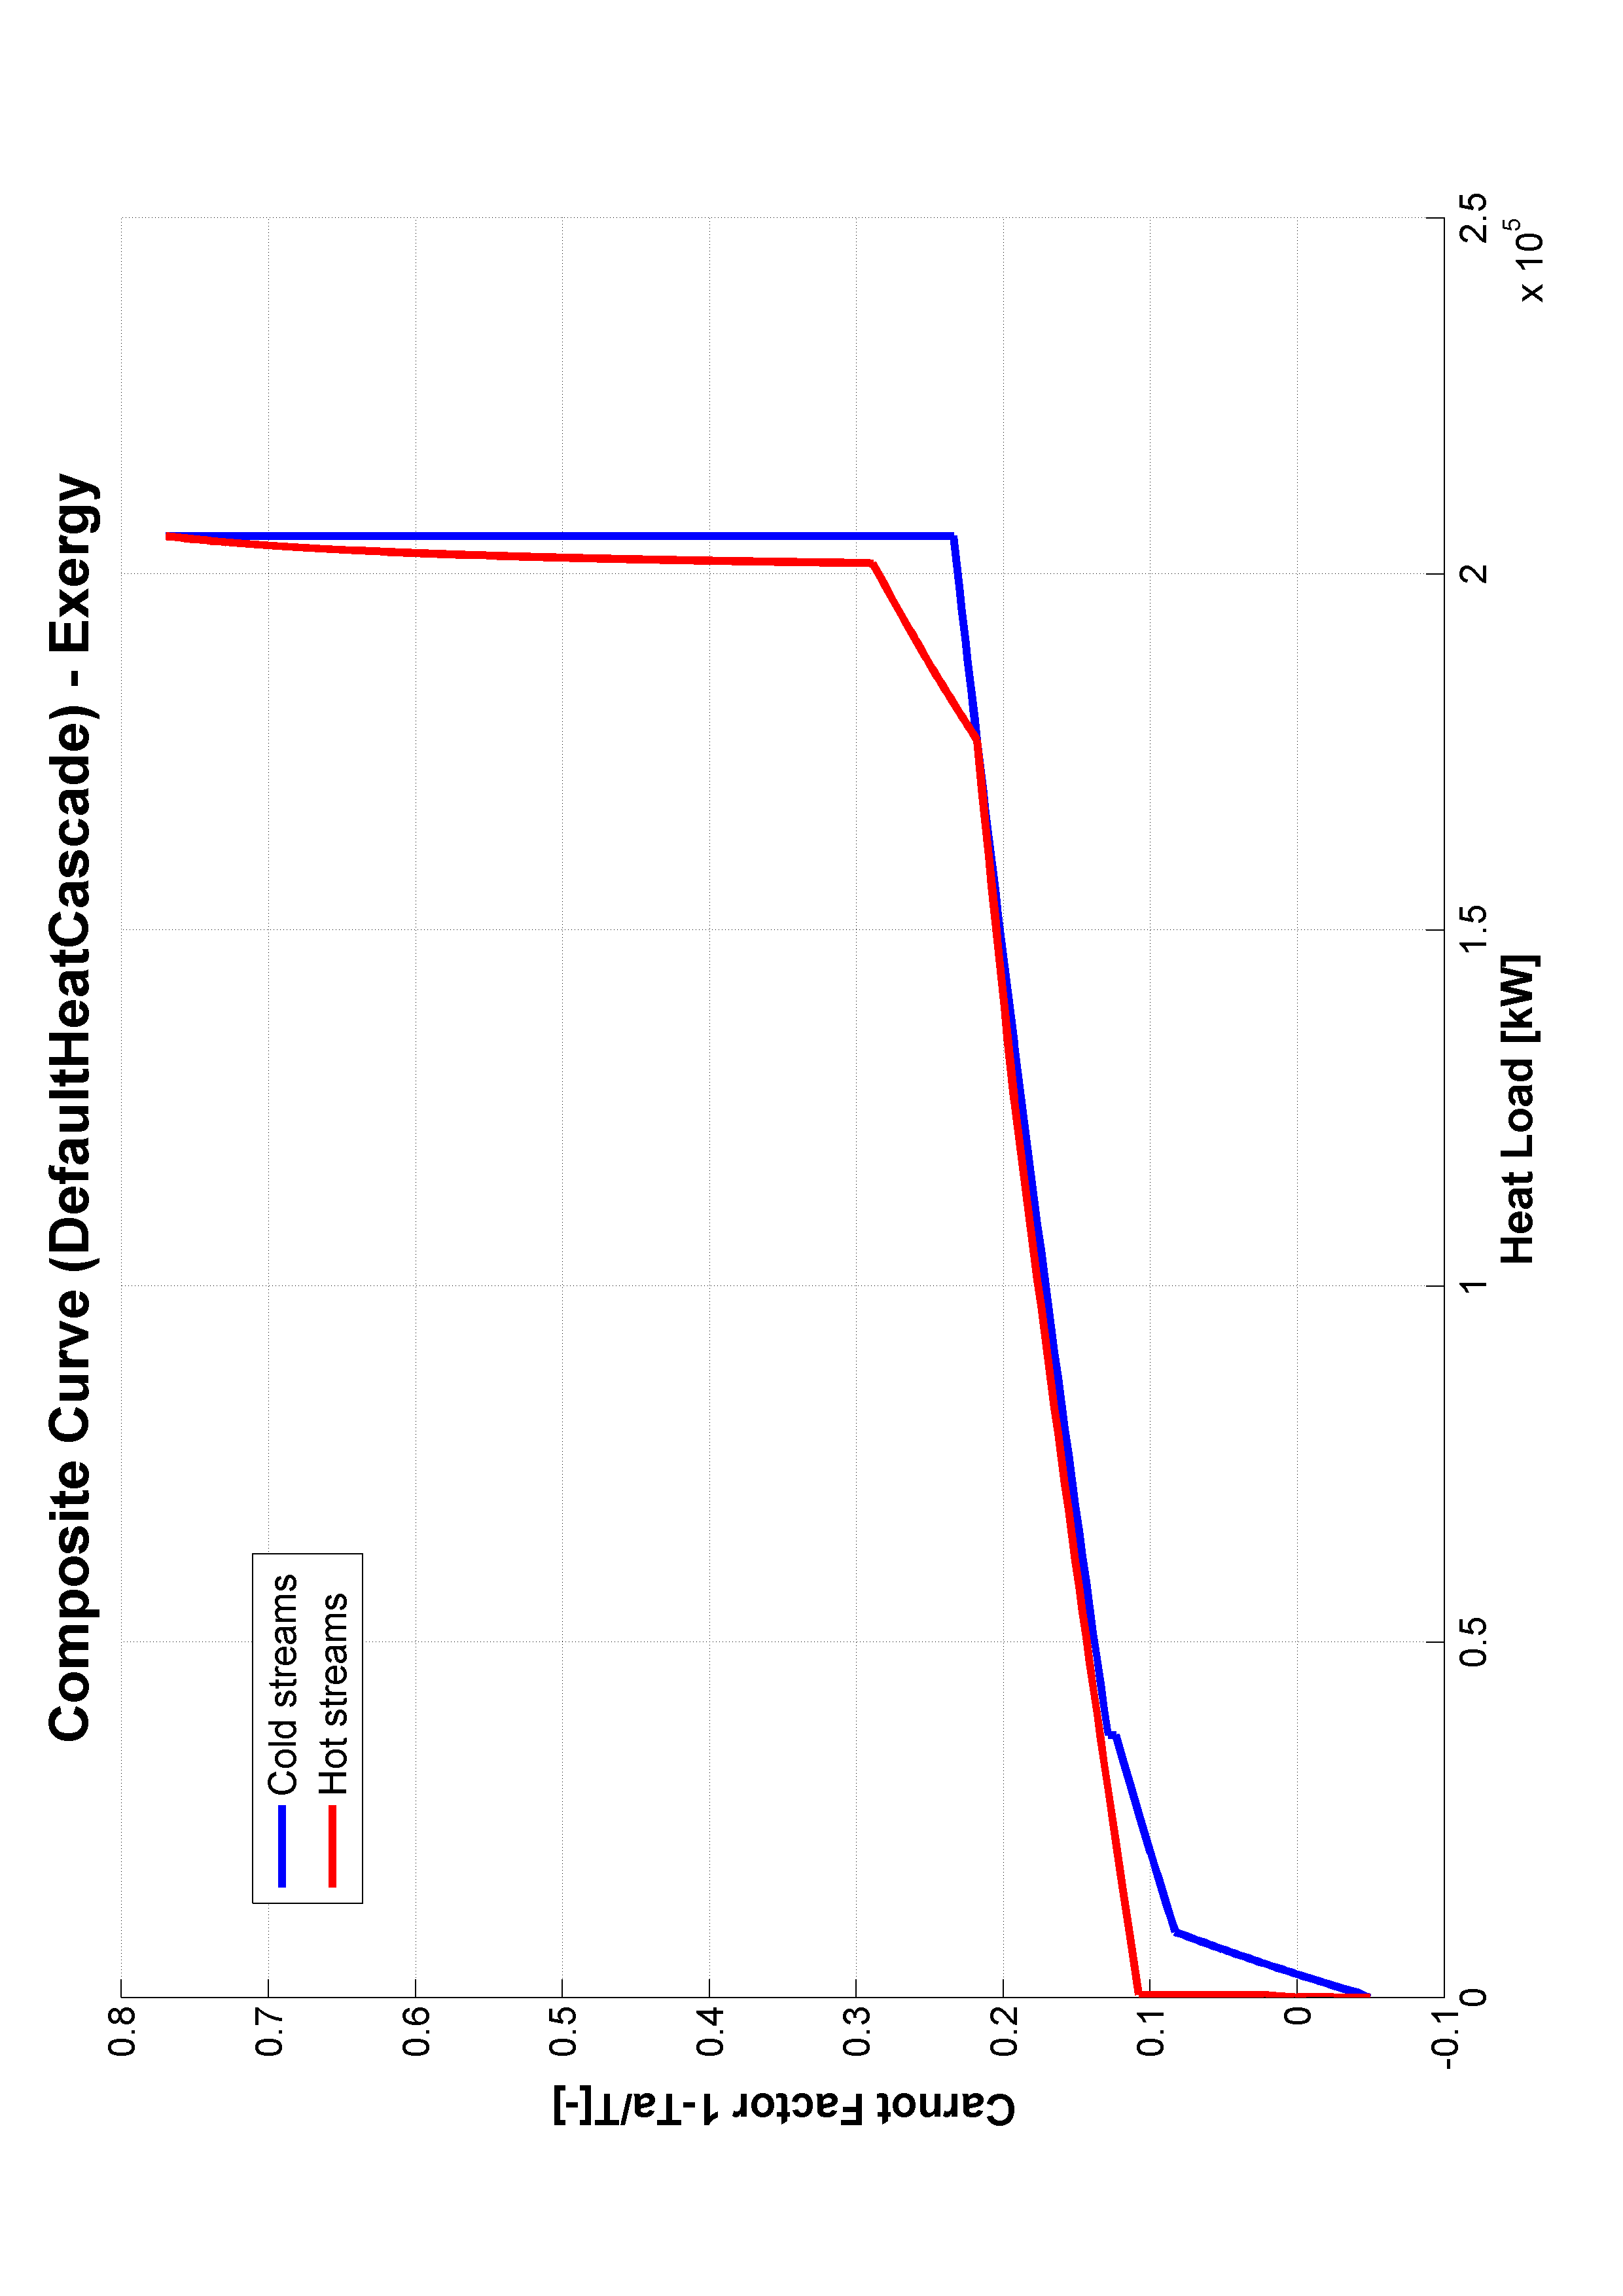 Composite Curve (DefaultHeatCascade) - Exergy
Cold streams
Hot streams
Carnot Factor 1-Ta/T[-]
0.8
0.7
0.6
0.5
0.4
0.3
0.2
0.1
0
-0.1
0
0.5
1
1.5
2
2.5
x 10^5
Heat Load [kW]